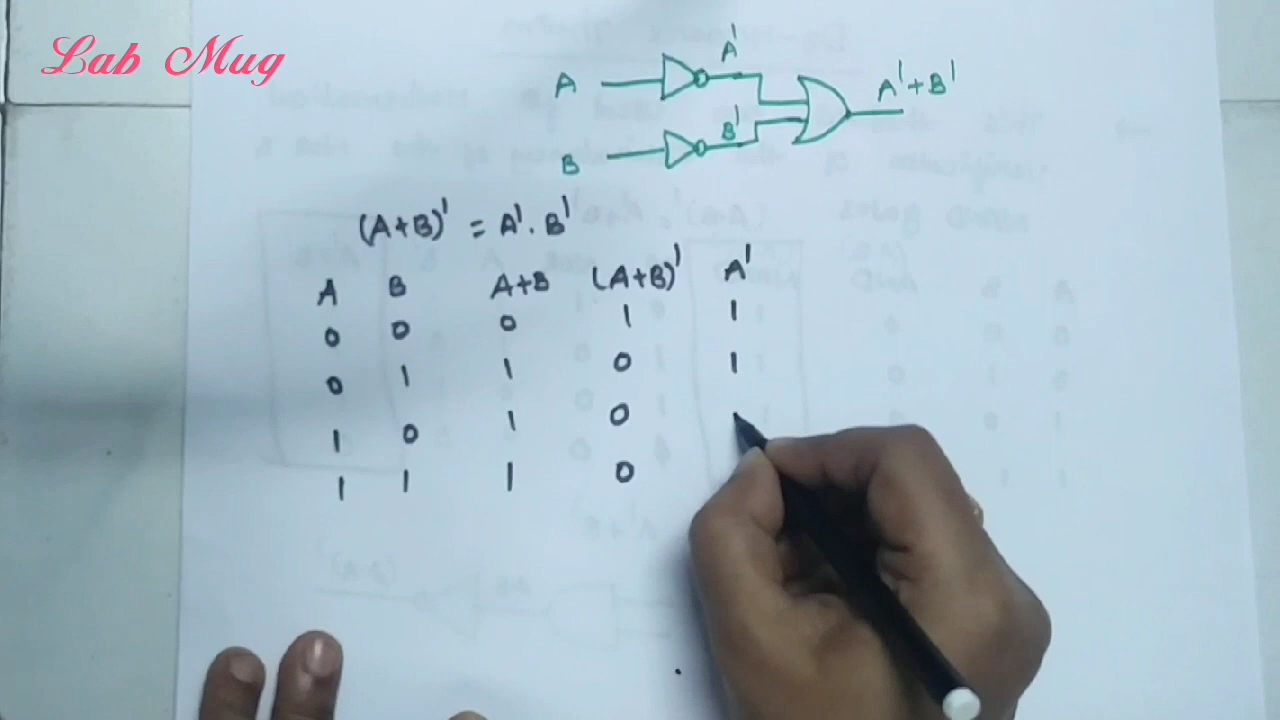 Lab Mug
A A' A'+B'
B B'
(A+B)' = A'. B'
A B A+B (A+B)' A'
0 0 0 1 1
0 1 1 0 1
1 0 1 0
1 1 1 0